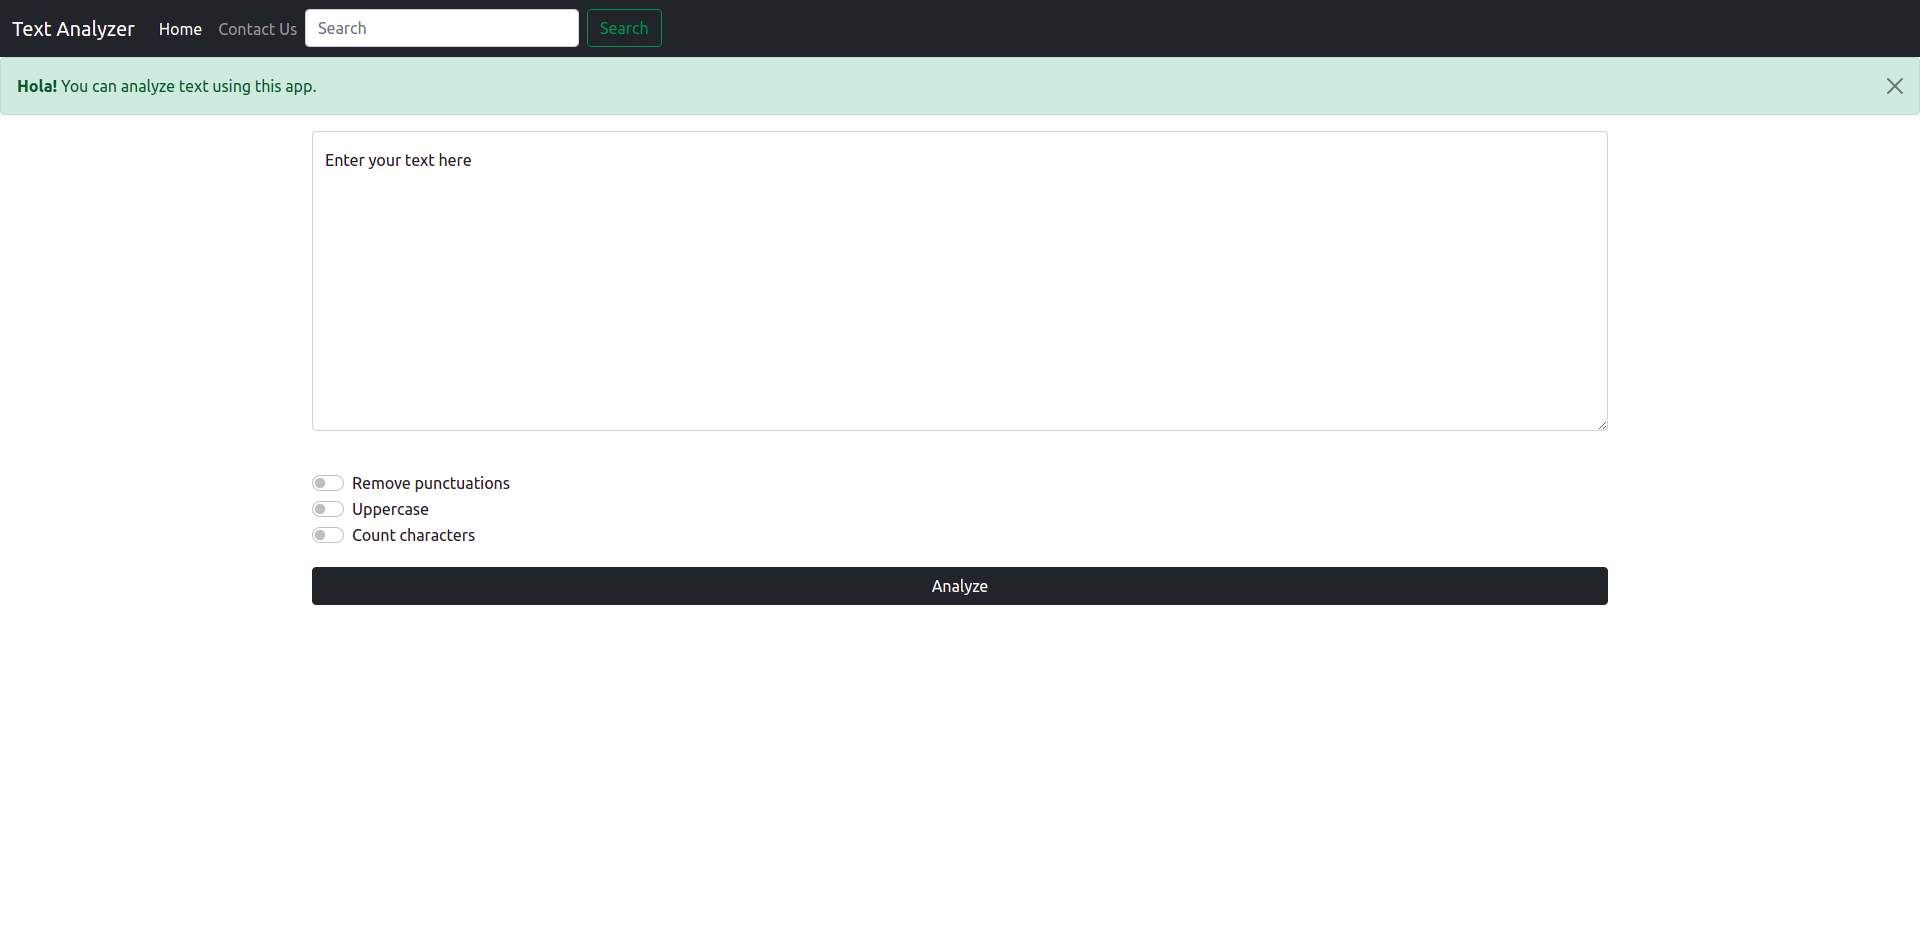 Text Analyzer Home Contact Us Search Search
Hola! You can analyze text using this app.
Enter your text here
Remove punctuations
Uppercase
Count characters
Analyze